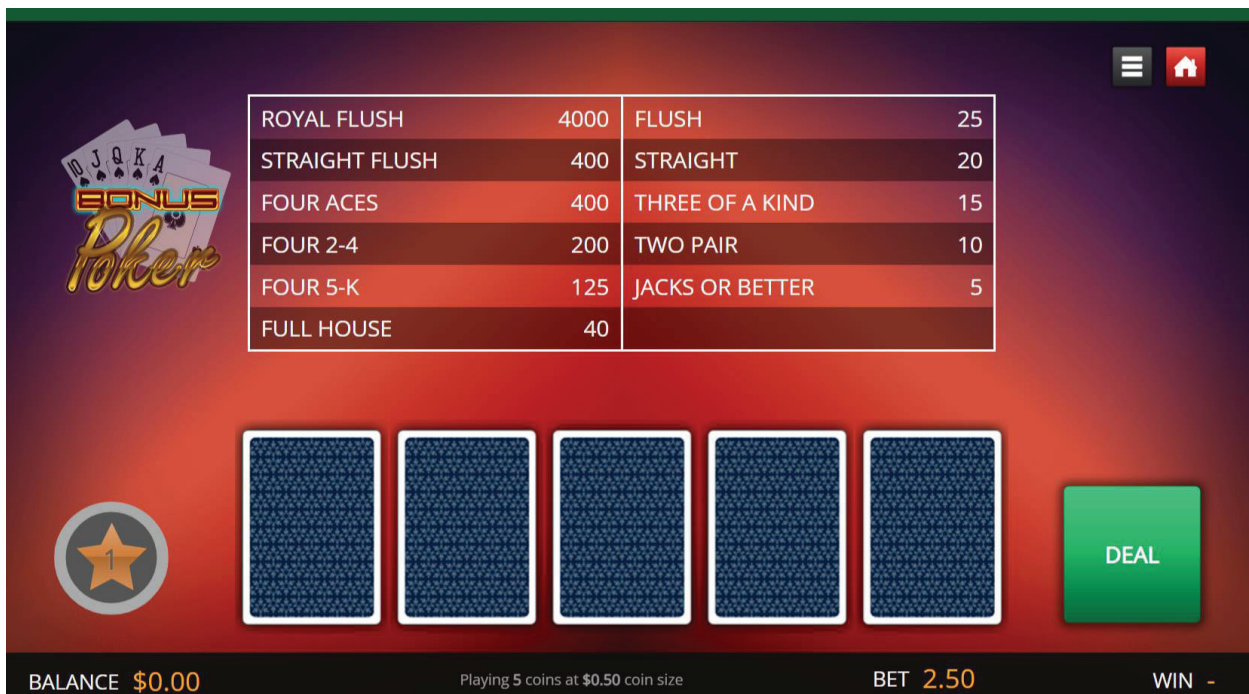 10 J Q K A
BONUS
Poker
ROYAL FLUSH 4000
STRAIGHT FLUSH 400
FOUR ACES 400
FOUR 2-4 200
FOUR 5-K 125
FULL HOUSE 40
FLUSH 25
STRAIGHT 20
THREE OF A KIND 15
TWO PAIR 10
JACKS OR BETTER 5
1
DEAL
BALANCE $0.00
Playing 5 coins at $0.50 coin size
BET 2.50
WIN -